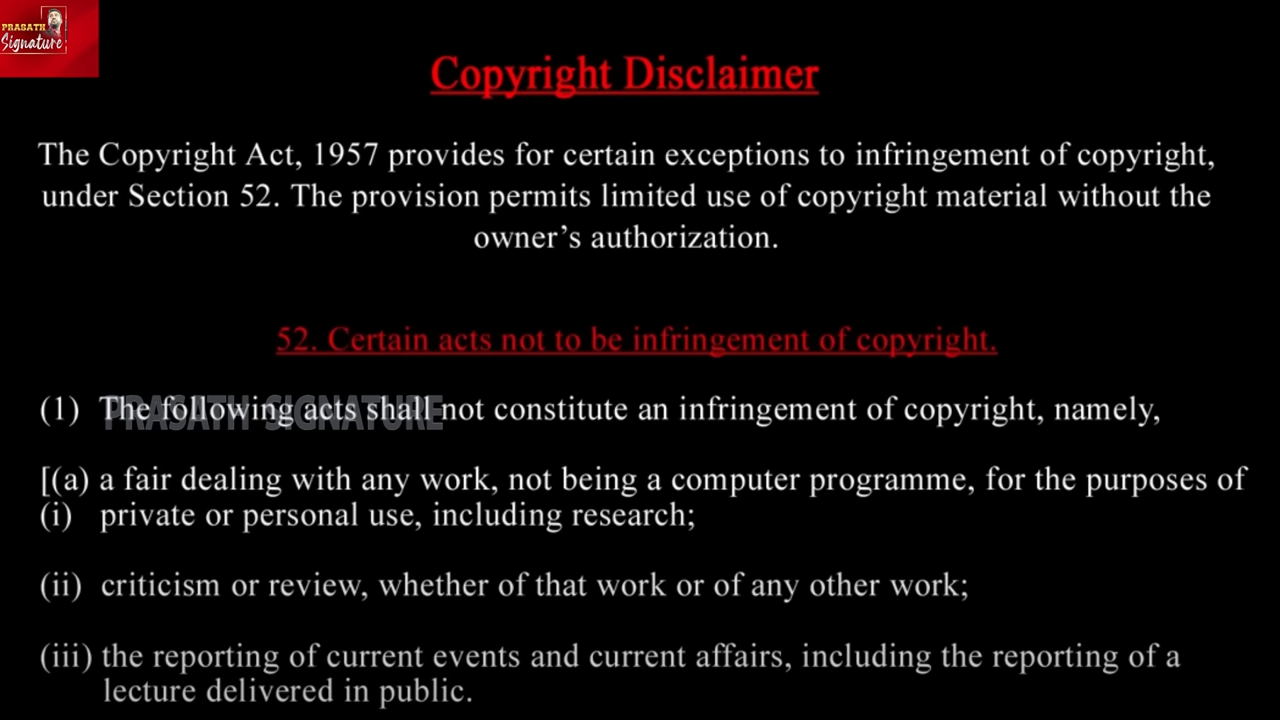 PRASATH
Signature
Copyright Disclaimer
The Copyright Act, 1957 provides for certain exceptions to infringement of copyright,
under Section 52. The provision permits limited use of copyright material without the
owner’s authorization.
52. Certain acts not to be infringement of copyright.
(1) The following acts shall not constitute an infringement of copyright, namely,
PRASATH SIGNATURE
[(a) a fair dealing with any work, not being a computer programme, for the purposes of
(i) private or personal use, including research;
(ii) criticism or review, whether of that work or of any other work;
(iii) the reporting of current events and current affairs, including the reporting of a
lecture delivered in public.